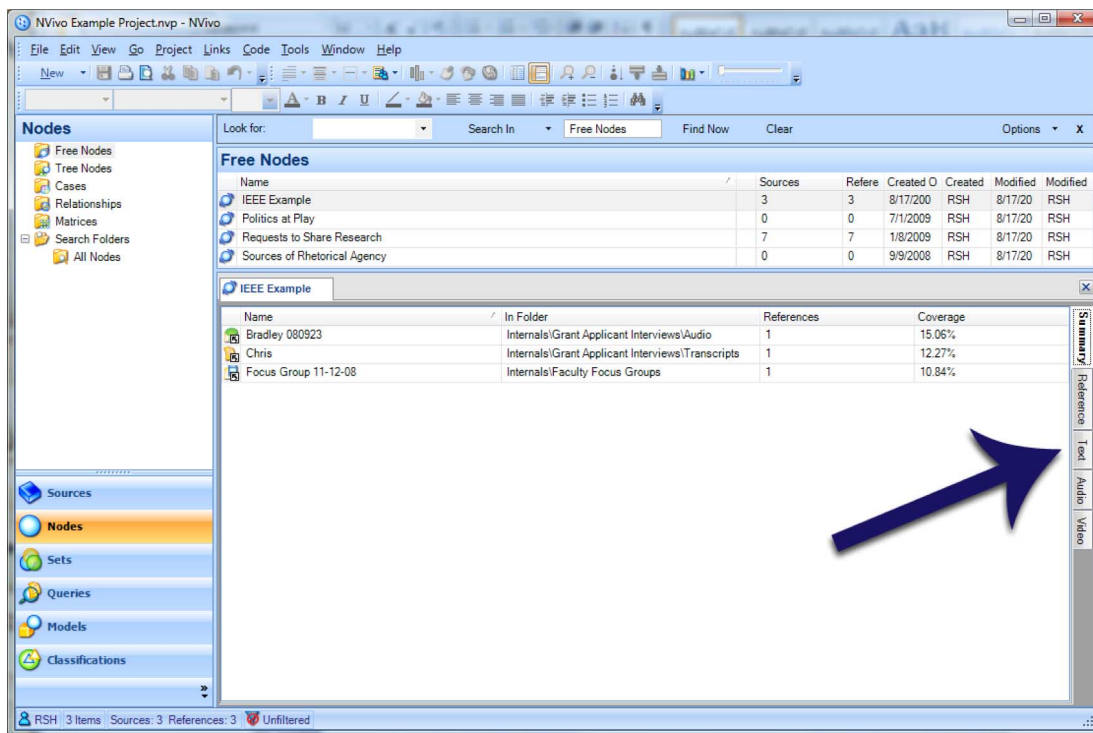 NVivo Example Project.nvp - NVivo
File Edit View Go Project Links Code Tools Window Help
New
A B I U
Nodes
Free Nodes
Tree Nodes
Cases
Relationships
Matrices
Search Folders
All Nodes
Look for: Search In Free Nodes Find Now Clear Options x
Free Nodes
Name Sources Refere Created O Created Modified Modified
IEEE Example 3 3 8/17/200 RSH 8/17/20 RSH
Politics at Play 0 0 7/1/2009 RSH 8/17/20 RSH
Requests to Share Research 7 7 1/8/2009 RSH 8/17/20 RSH
Sources of Rhetorical Agency 0 0 9/9/2008 RSH 8/17/20 RSH
IEEE Example
Name In Folder References Coverage
Bradley 080923 Internals\Grant Applicant Interviews\Audio 1 15.06%
Chris Internals\Grant Applicant Interviews\Transcripts 1 12.27%
Focus Group 11-12-08 Internals\Faculty Focus Groups 1 10.84%
Summary
Reference
Text
Audio
Video
Sources
Nodes
Sets
Queries
Models
Classifications
RSH 3 Items Sources: 3 References: 3 Unfiltered